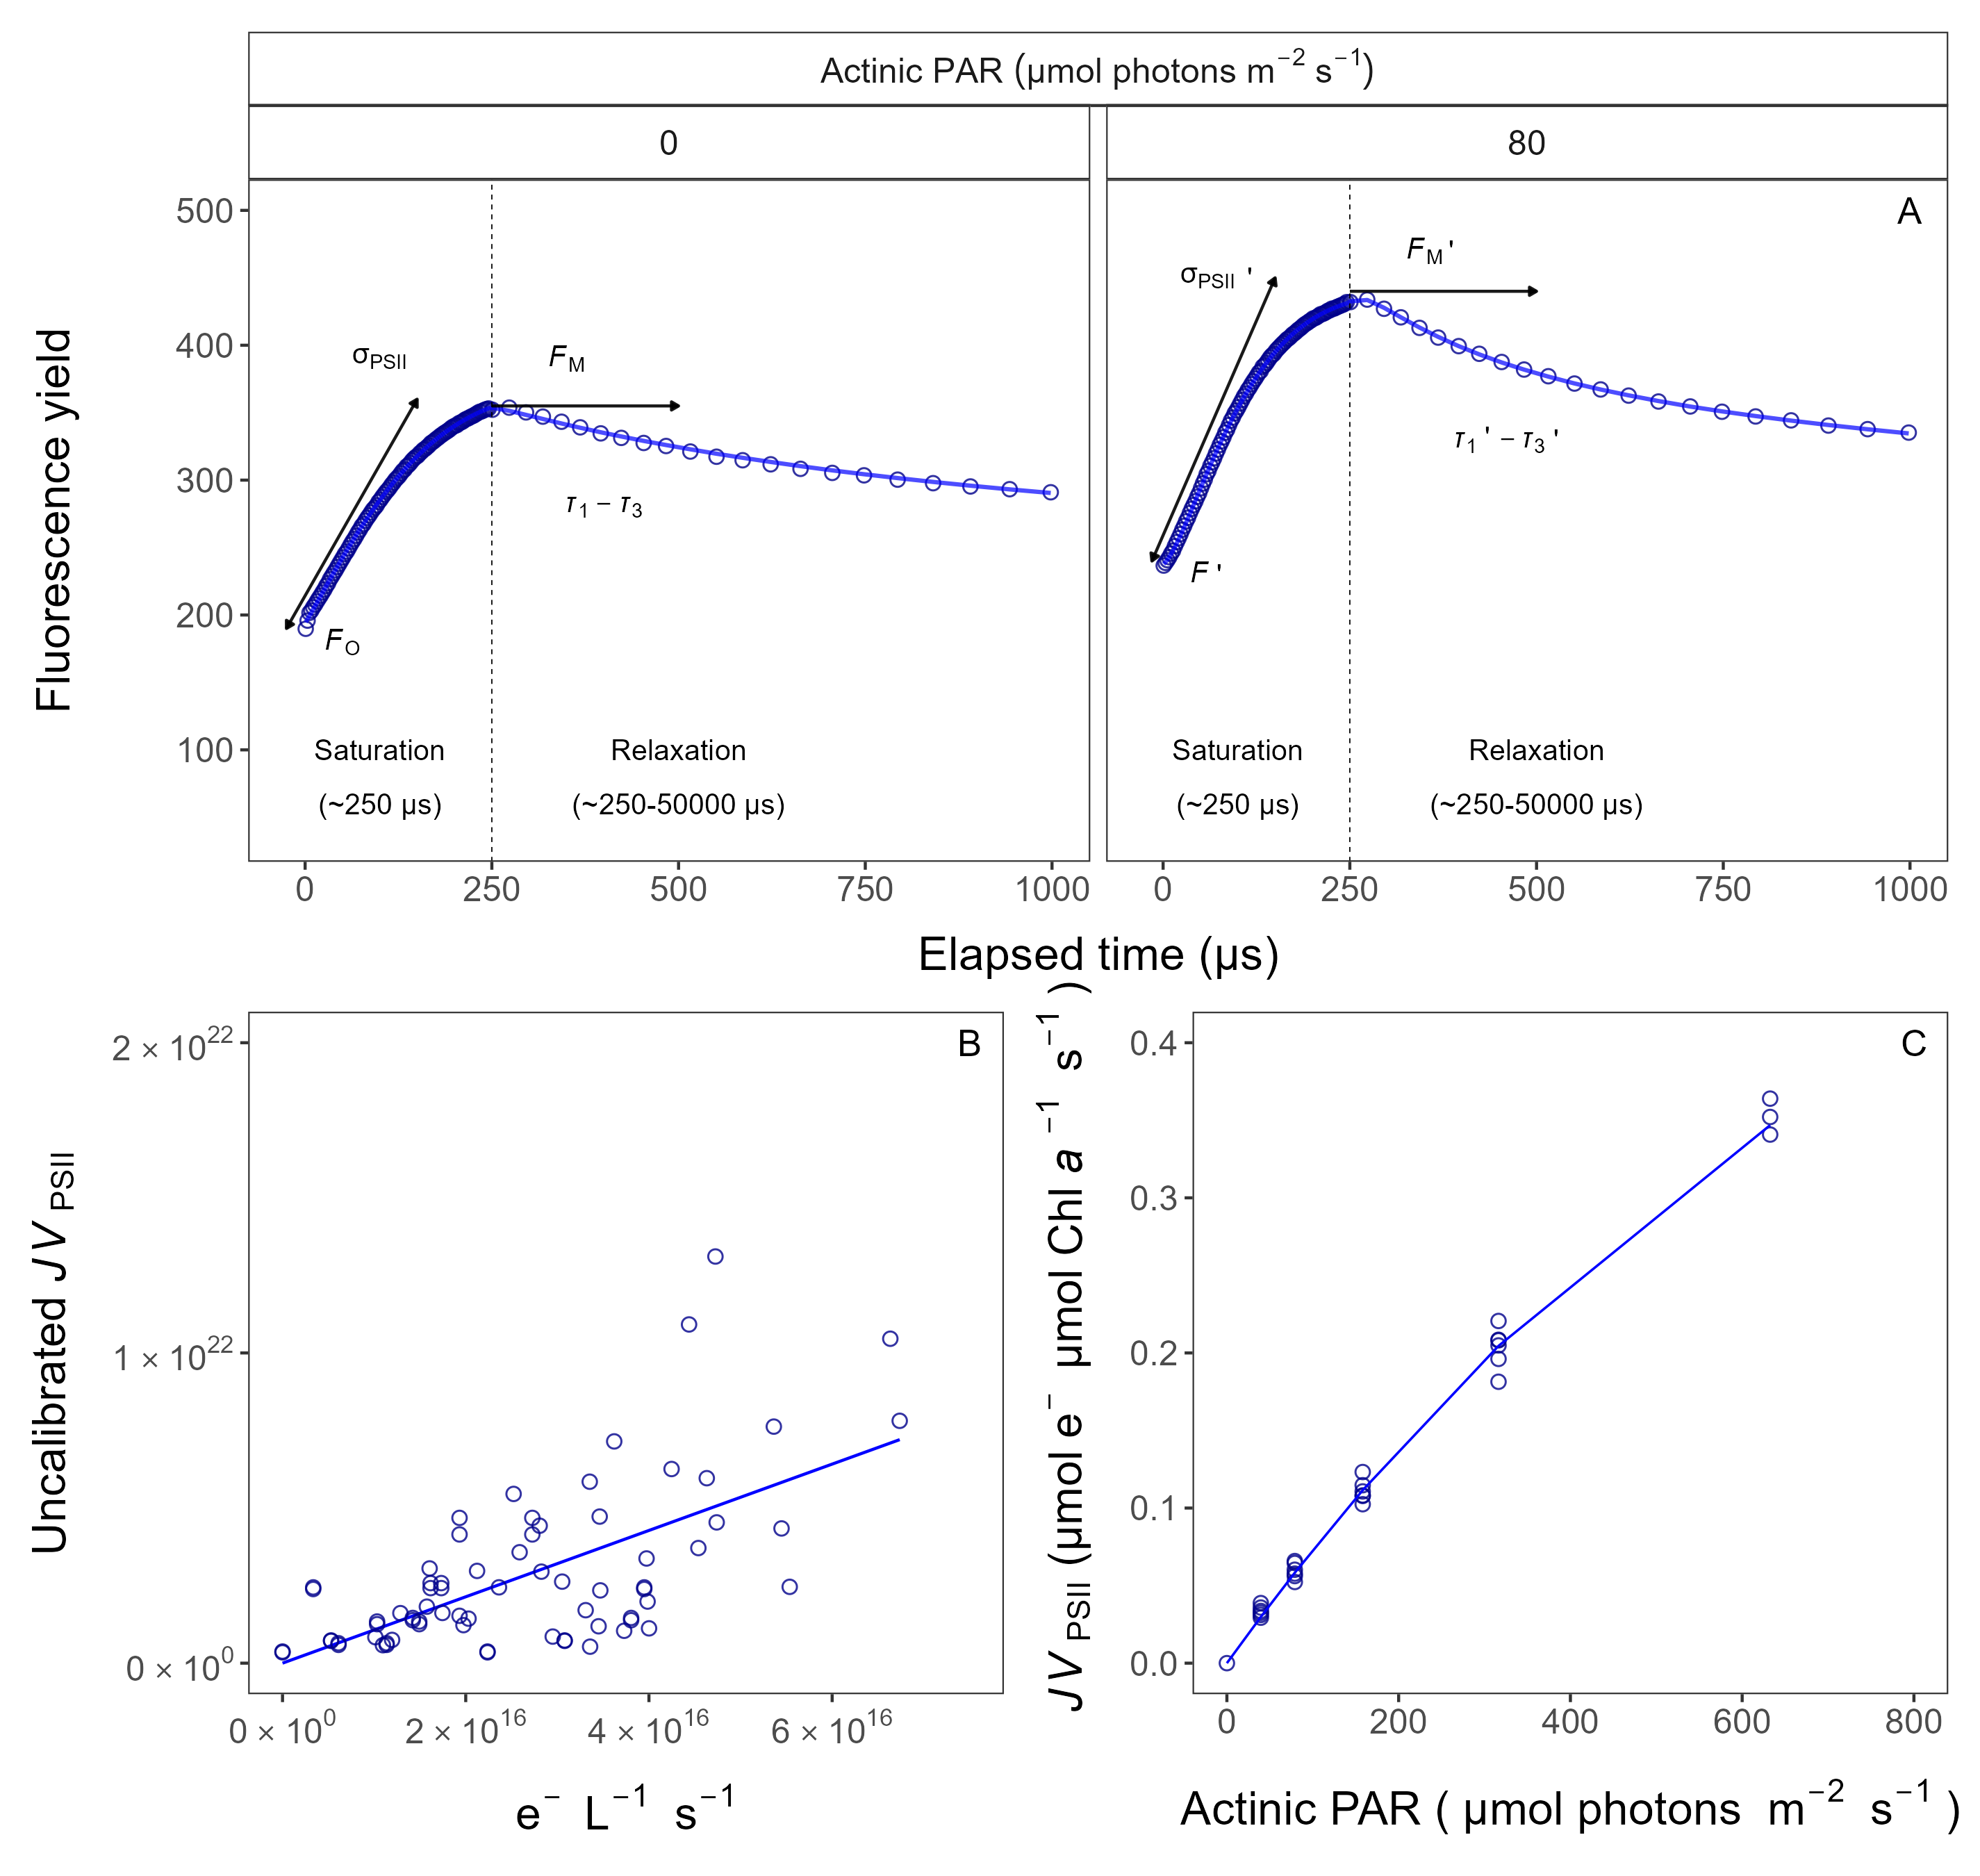 Actinic PAR (μmol photons m⁻² s⁻¹)
0
80
A
Fluorescence yield
500
400
300
200
100
σPSII
FM
FO
τ1 − τ3
Saturation
(~250 μs)
Relaxation
(~250-50000 μs)
σPSII '
FM '
F '
τ1 ' − τ3 '
Saturation
(~250 μs)
Relaxation
(~250-50000 μs)
0 250 500 750 1000
0 250 500 750 1000
Elapsed time (μs)
B
Uncalibrated JV PSII
2 × 10²²
1 × 10²²
0 × 10⁰
0 × 10⁰ 2 × 10¹⁶ 4 × 10¹⁶ 6 × 10¹⁶
e⁻ L⁻¹ s⁻¹
C
JV PSII (μmol e⁻ μmol Chl a⁻¹ s⁻¹)
0.4
0.3
0.2
0.1
0.0
0 200 400 600 800
Actinic PAR ( μmol photons m⁻² s⁻¹ )